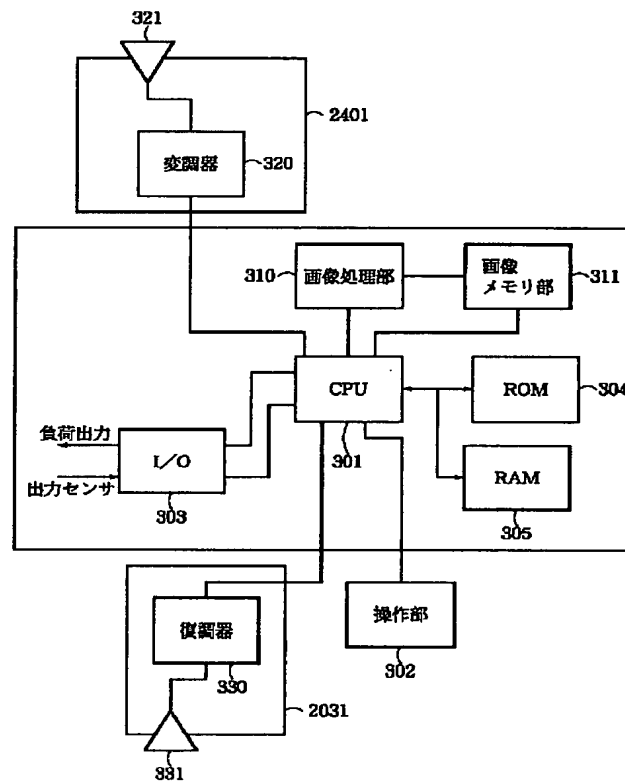 321
2401
変調器
320
310
画像処理部
画像
メモリ部
311
CPU
ROM
304
301
負荷出力
I/O
出力センサ
303
RAM
305
復調器
330
操作部
302
2031
331